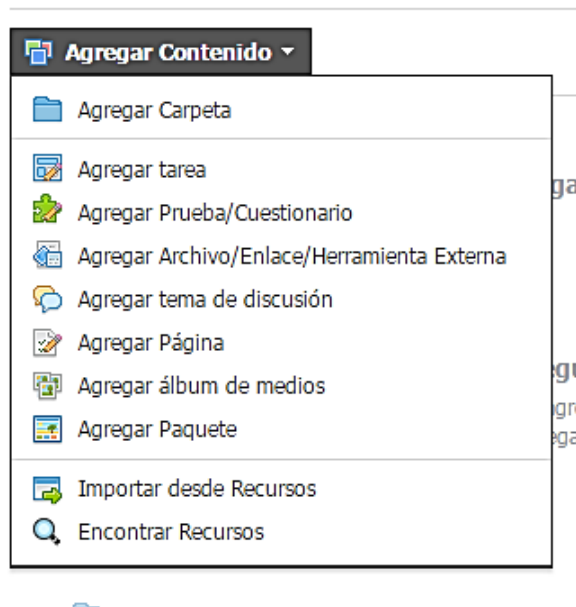 Agregar Contenido
Agregar Carpeta
Agregar tarea
Agregar Prueba/Cuestionario
Agregar Archivo/Enlace/Herramienta Externa
Agregar tema de discusión
Agregar Página
Agregar álbum de medios
Agregar Paquete
Importar desde Recursos
Encontrar Recursos